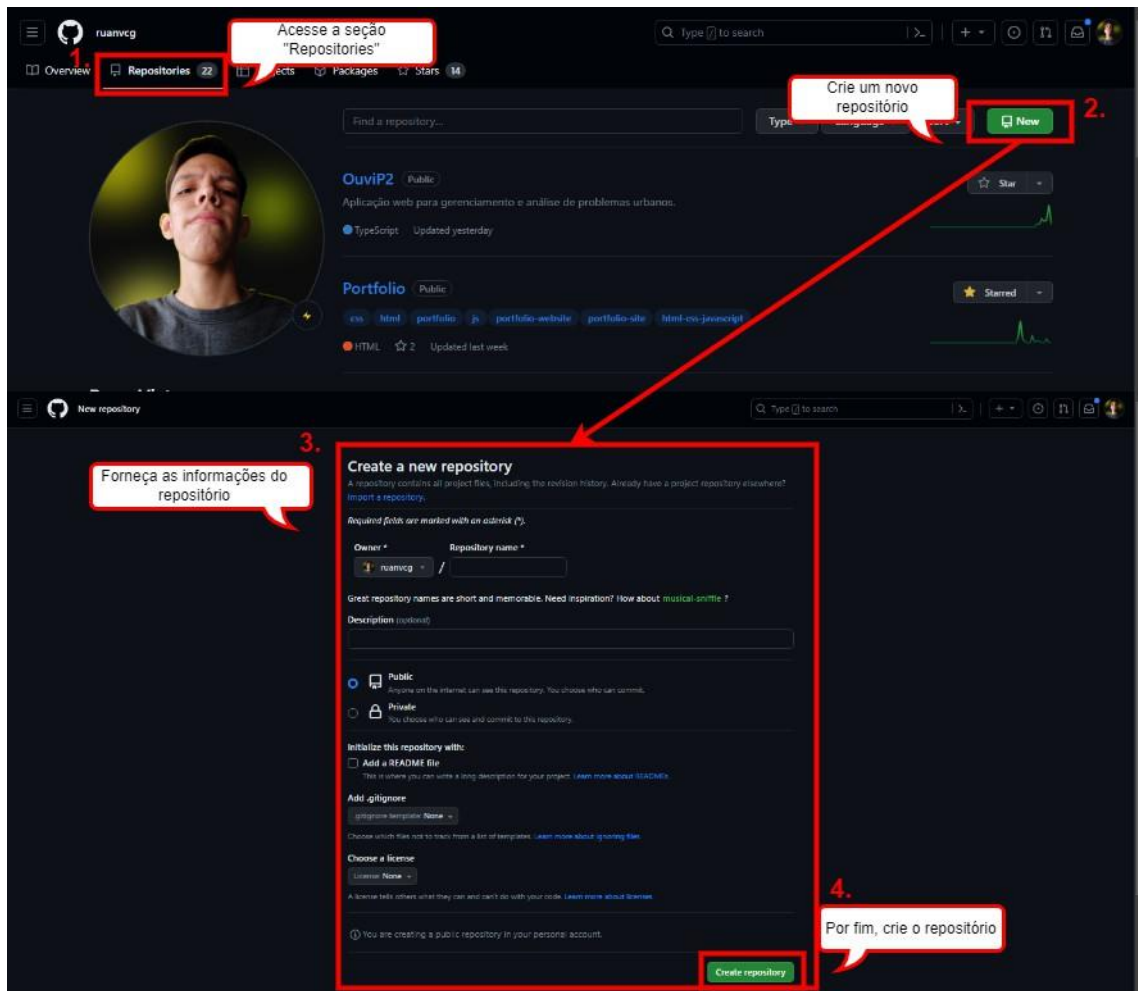 ruanvcg
Type / to search
1.
Acesse a seção
"Repositories"
Overview
Repositories 22
Packages
Stars 14
Crie um novo
repositório
2.
Find a repository...
Type
New
OuviP2 Public
Star
Aplicação web para gerenciamento e análise de problemas urbanos.
TypeScript Updated yesterday
Portfolio Public
Starred
css html portfolio js portfolio-website portfolio-site html-css-javascript
HTML 2 Updated last week
New repository
Type / to search
3.
Forneça as informações do
repositório
Create a new repository
A repository contains all project files, including the revision history. Already have a project repository elsewhere?
Import a repository.
Required fields are marked with an asterisk (*).
Owner * Repository name *
ruanvcg /
Great repository names are short and memorable. Need inspiration? How about musical-sniffle ?
Description (optional)
Public
Anyone on the internet can see this repository. You choose who can commit.
Private
You choose who can see and commit to this repository.
Initialize this repository with:
Add a README file
This is where you can write a long description for your project. Learn more about READMEs.
Add .gitignore
.gitignore template: None
Choose which files not to track from a list of templates. Learn more about ignoring files.
Choose a license
License: None
A license tells others what they can and can't do with your code. Learn more about licenses.
You are creating a public repository in your personal account.
4.
Por fim, crie o repositório
Create repository